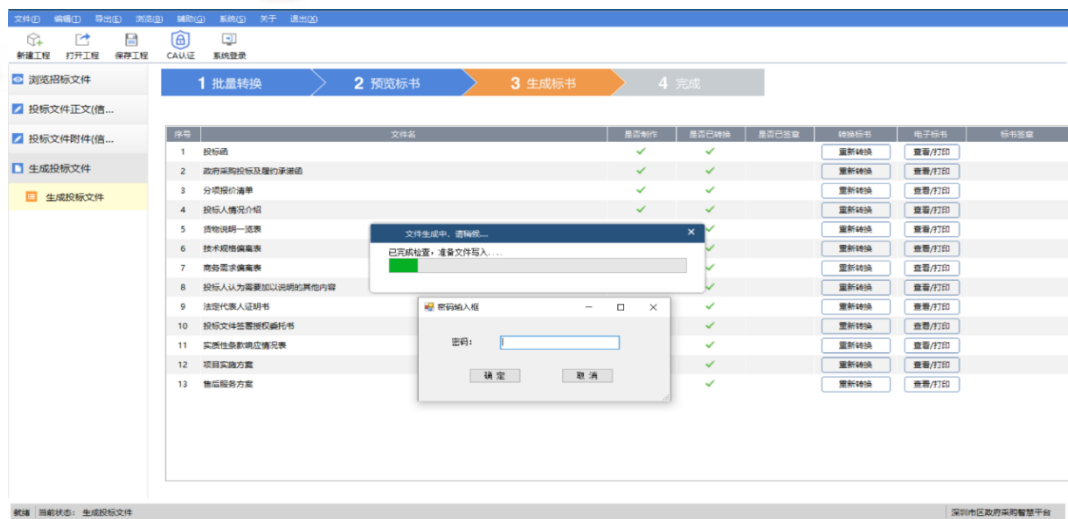 文件(F) 编辑(T) 导出(E) 浏览(B) 辅助(G) 系统(S) 关于 退出(X)
新建工程 打开工程 保存工程 CA认证 系统登录
浏览招标文件
投标文件正文(信...
投标文件附件(信...
生成投标文件
生成投标文件
1 批量转换 2 预览标书 3 生成标书 4 完成
序号 文件名 是否制作 是否已转换 是否已签章 转换标书 电子标书 标书签章
1 投标函 重新转换 查看/打印
2 政府采购投标及履约承诺函 重新转换 查看/打印
3 分项报价清单 重新转换 查看/打印
4 投标人情况介绍 重新转换 查看/打印
5 货物说明一览表 重新转换 查看/打印
6 技术规格偏离表 重新转换 查看/打印
7 商务需求偏离表 重新转换 查看/打印
8 投标人认为需要加以说明的其他内容 重新转换 查看/打印
9 法定代表人证明书 重新转换 查看/打印
10 投标文件签署授权委托书 重新转换 查看/打印
11 实质性条款响应情况表 重新转换 查看/打印
12 项目实施方案 重新转换 查看/打印
13 售后服务方案 重新转换 查看/打印
文件生成中，请稍候...
已完成检查，准备文件写入....
密码输入框
密码：
确 定 取 消
就绪 当前状态： 生成投标文件 深圳市区政府采购智慧平台